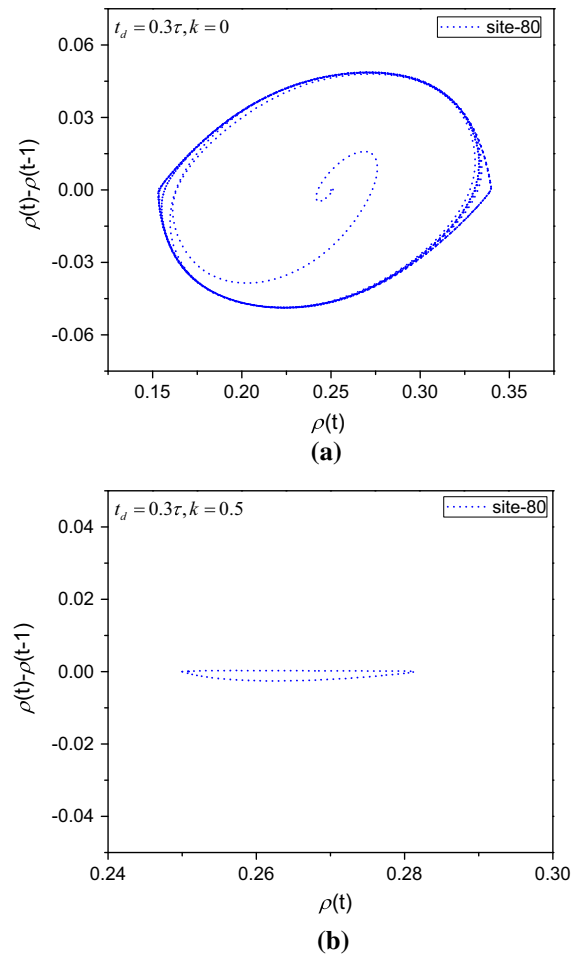 t_d = 0.3τ, k = 0
site-80
0.06
0.03
0.00
-0.03
-0.06
ρ(t)-ρ(t-1)
0.15 0.20 0.25 0.30 0.35
ρ(t)
(a)
t_d = 0.3τ, k = 0.5
site-80
0.04
0.02
0.00
-0.02
-0.04
ρ(t)-ρ(t-1)
0.24 0.26 0.28 0.30
ρ(t)
(b)